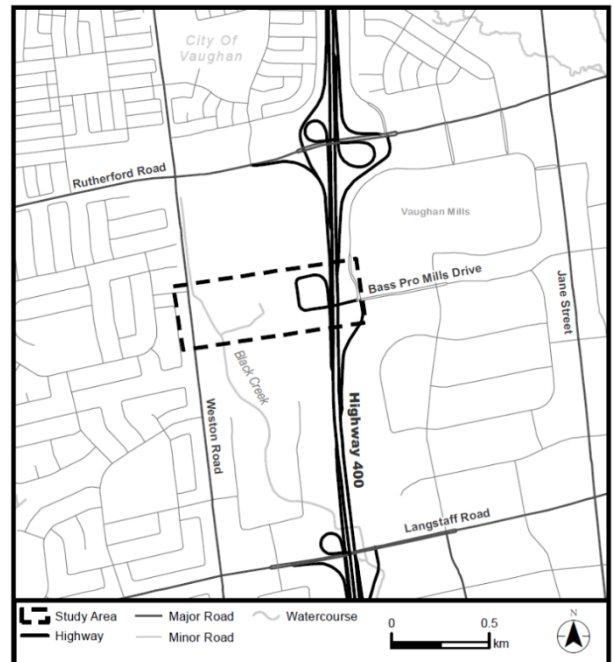 City Of
Vaughan
Rutherford Road
Vaughan Mills
Bass Pro Mills Drive
Jane Street
Black Creek
Weston Road
Highway 400
Langstaff Road
Study Area
Major Road
Watercourse
Highway
Minor Road
0
0.5
km
N